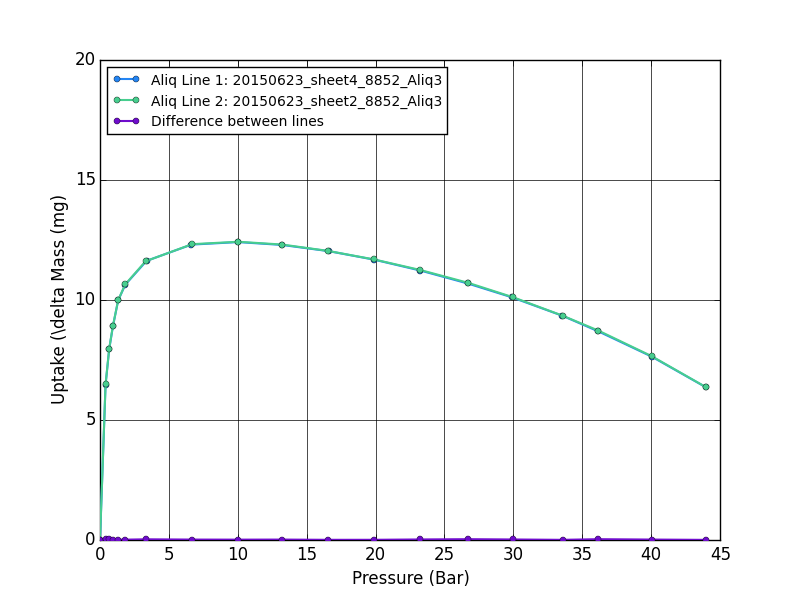 Aliq Line 1: 20150623_sheet4_8852_Aliq3
Aliq Line 2: 20150623_sheet2_8852_Aliq3
Difference between lines
Uptake (\delta Mass (mg)
20
15
10
5
0
0 5 10 15 20 25 30 35 40 45
Pressure (Bar)